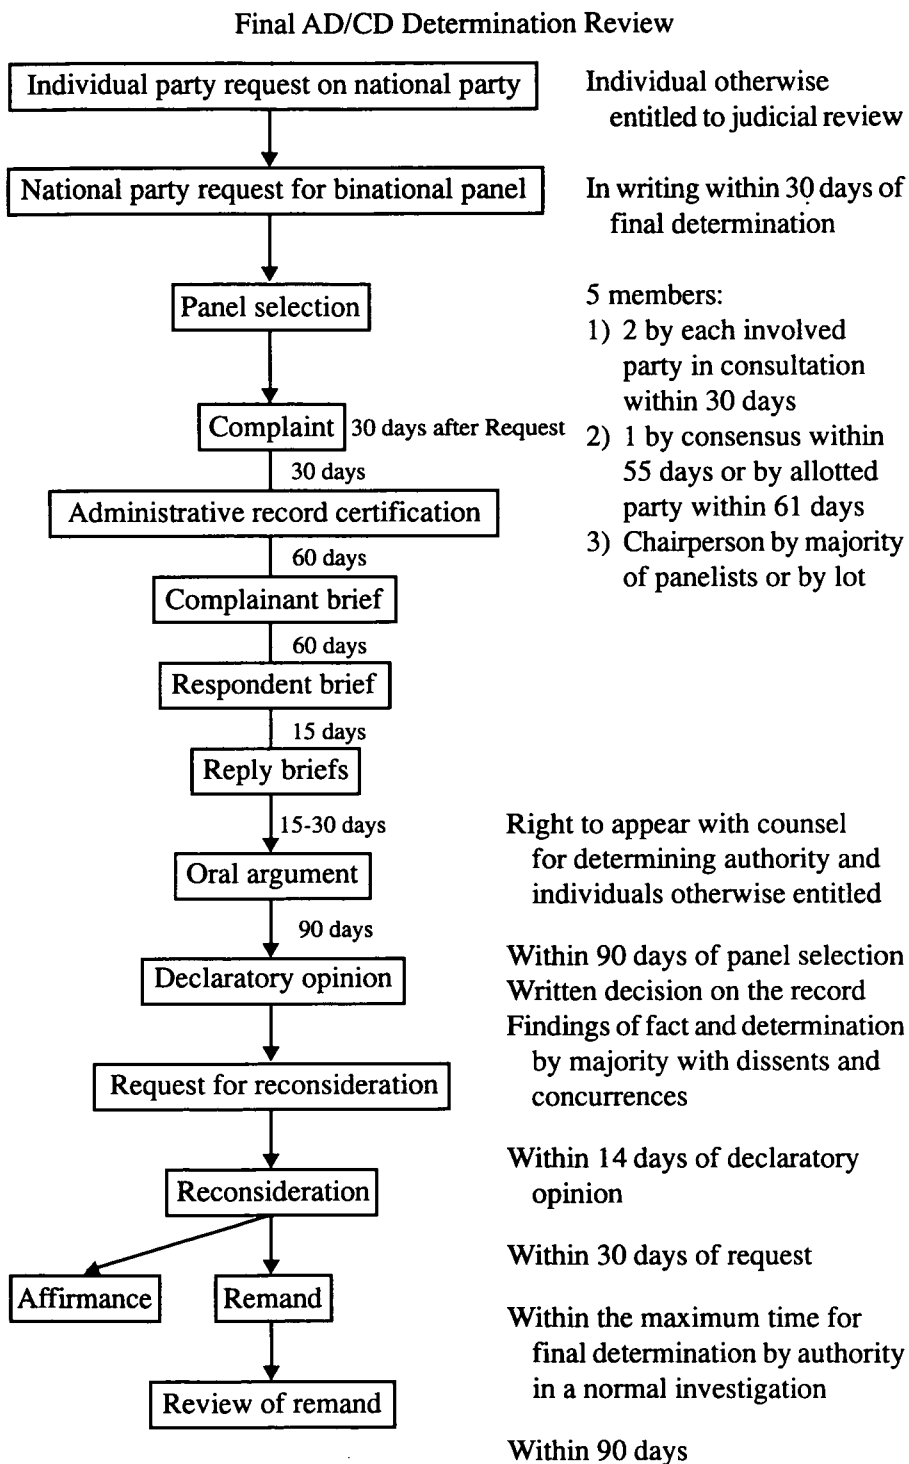 Final AD/CD Determination Review
Individual party request on national party
Individual otherwise
entitled to judicial review
National party request for binational panel
In writing within 30 days of
final determination
Panel selection
5 members:
1) 2 by each involved
party in consultation
within 30 days
2) 1 by consensus within
55 days or by allotted
party within 61 days
3) Chairperson by majority
of panelists or by lot
Complaint 30 days after Request
30 days
Administrative record certification
60 days
Complainant brief
60 days
Respondent brief
15 days
Reply briefs
15-30 days
Oral argument
Right to appear with counsel
for determining authority and
individuals otherwise entitled
90 days
Declaratory opinion
Within 90 days of panel selection
Written decision on the record
Findings of fact and determination
by majority with dissents and
concurrences
Request for reconsideration
Within 14 days of declaratory
opinion
Reconsideration
Within 30 days of request
Affirmance
Remand
Within the maximum time for
final determination by authority
in a normal investigation
Review of remand
Within 90 days